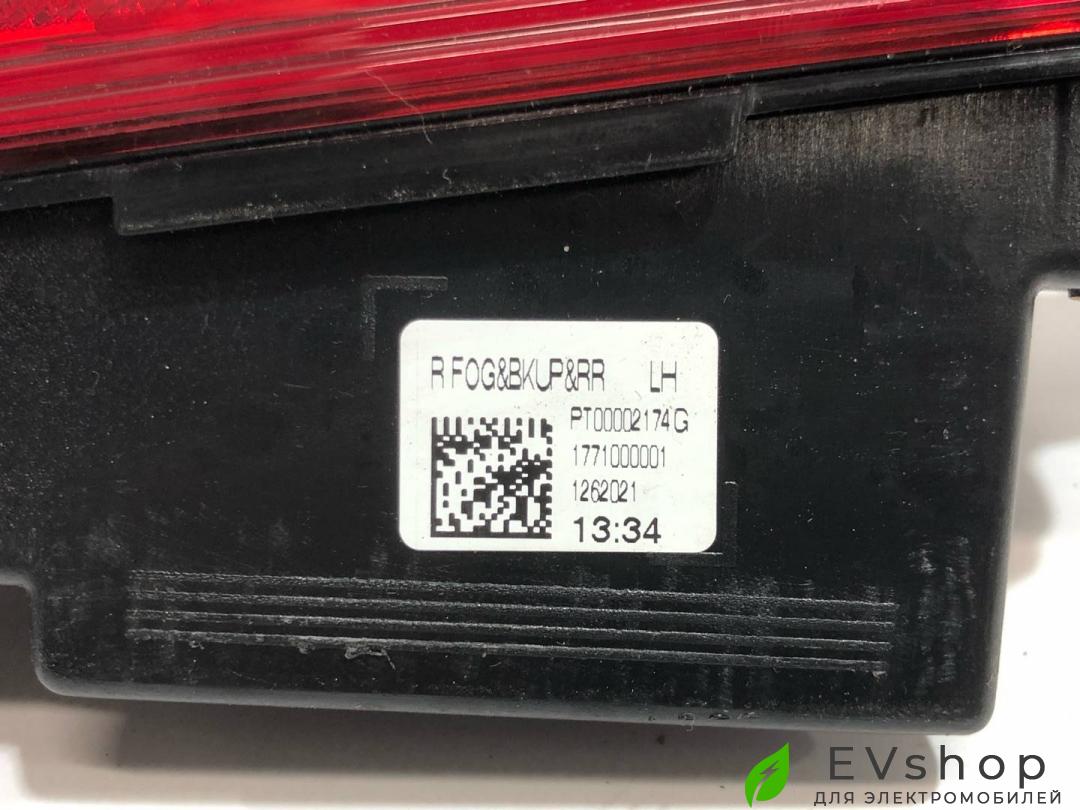 R FOG&BKUP&RR LH
PT00002174G
1771000001
1262021
13:34
EVshop
ДЛЯ ЭЛЕКТРОМОБИЛЕЙ